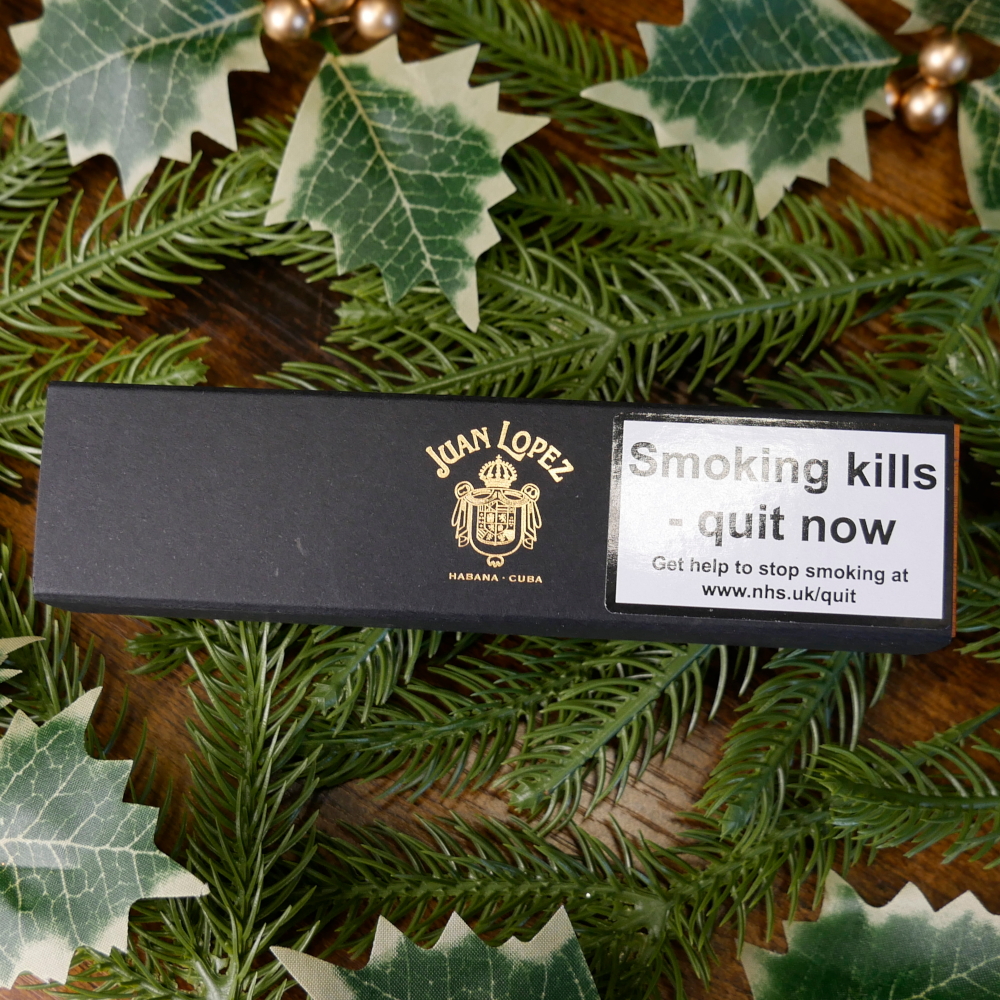 JUAN LOPEZ
HABANA · CUBA
Smoking kills
- quit now
Get help to stop smoking at
www.nhs.uk/quit